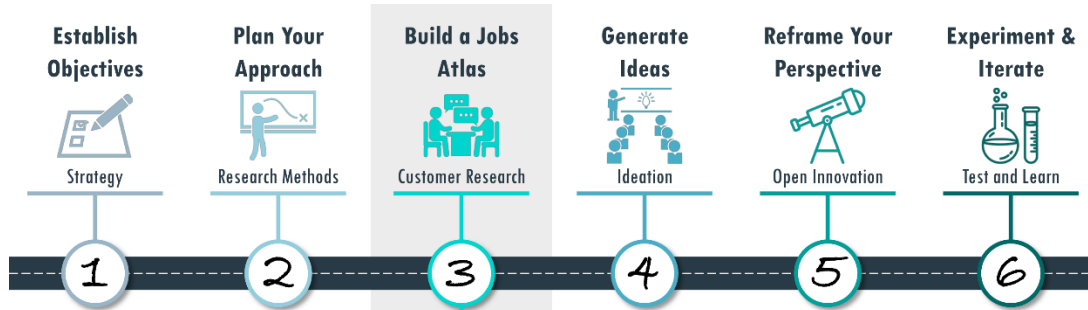 Establish
Objectives
Strategy
1
Plan Your
Approach
Research Methods
2
Build a Jobs
Atlas
Customer Research
3
Generate
Ideas
Ideation
4
Reframe Your
Perspective
Open Innovation
5
Experiment &
Iterate
Test and Learn
6